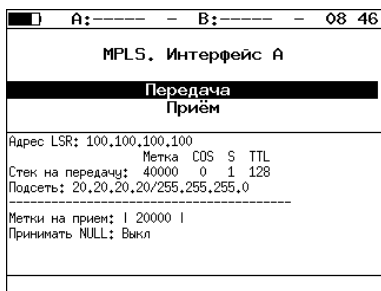 A:----- - B:----- - 08 46
MPLS. Интерфейс A
Передача
Приём
Адрес LSR: 100.100.100.100
Метка COS S TTL
Стек на передачу: 40000 0 1 128
Подсеть: 20.20.20.20/255.255.255.0
----------------------------------------
Метки на прием: | 20000 |
Принимать NULL: Выкл